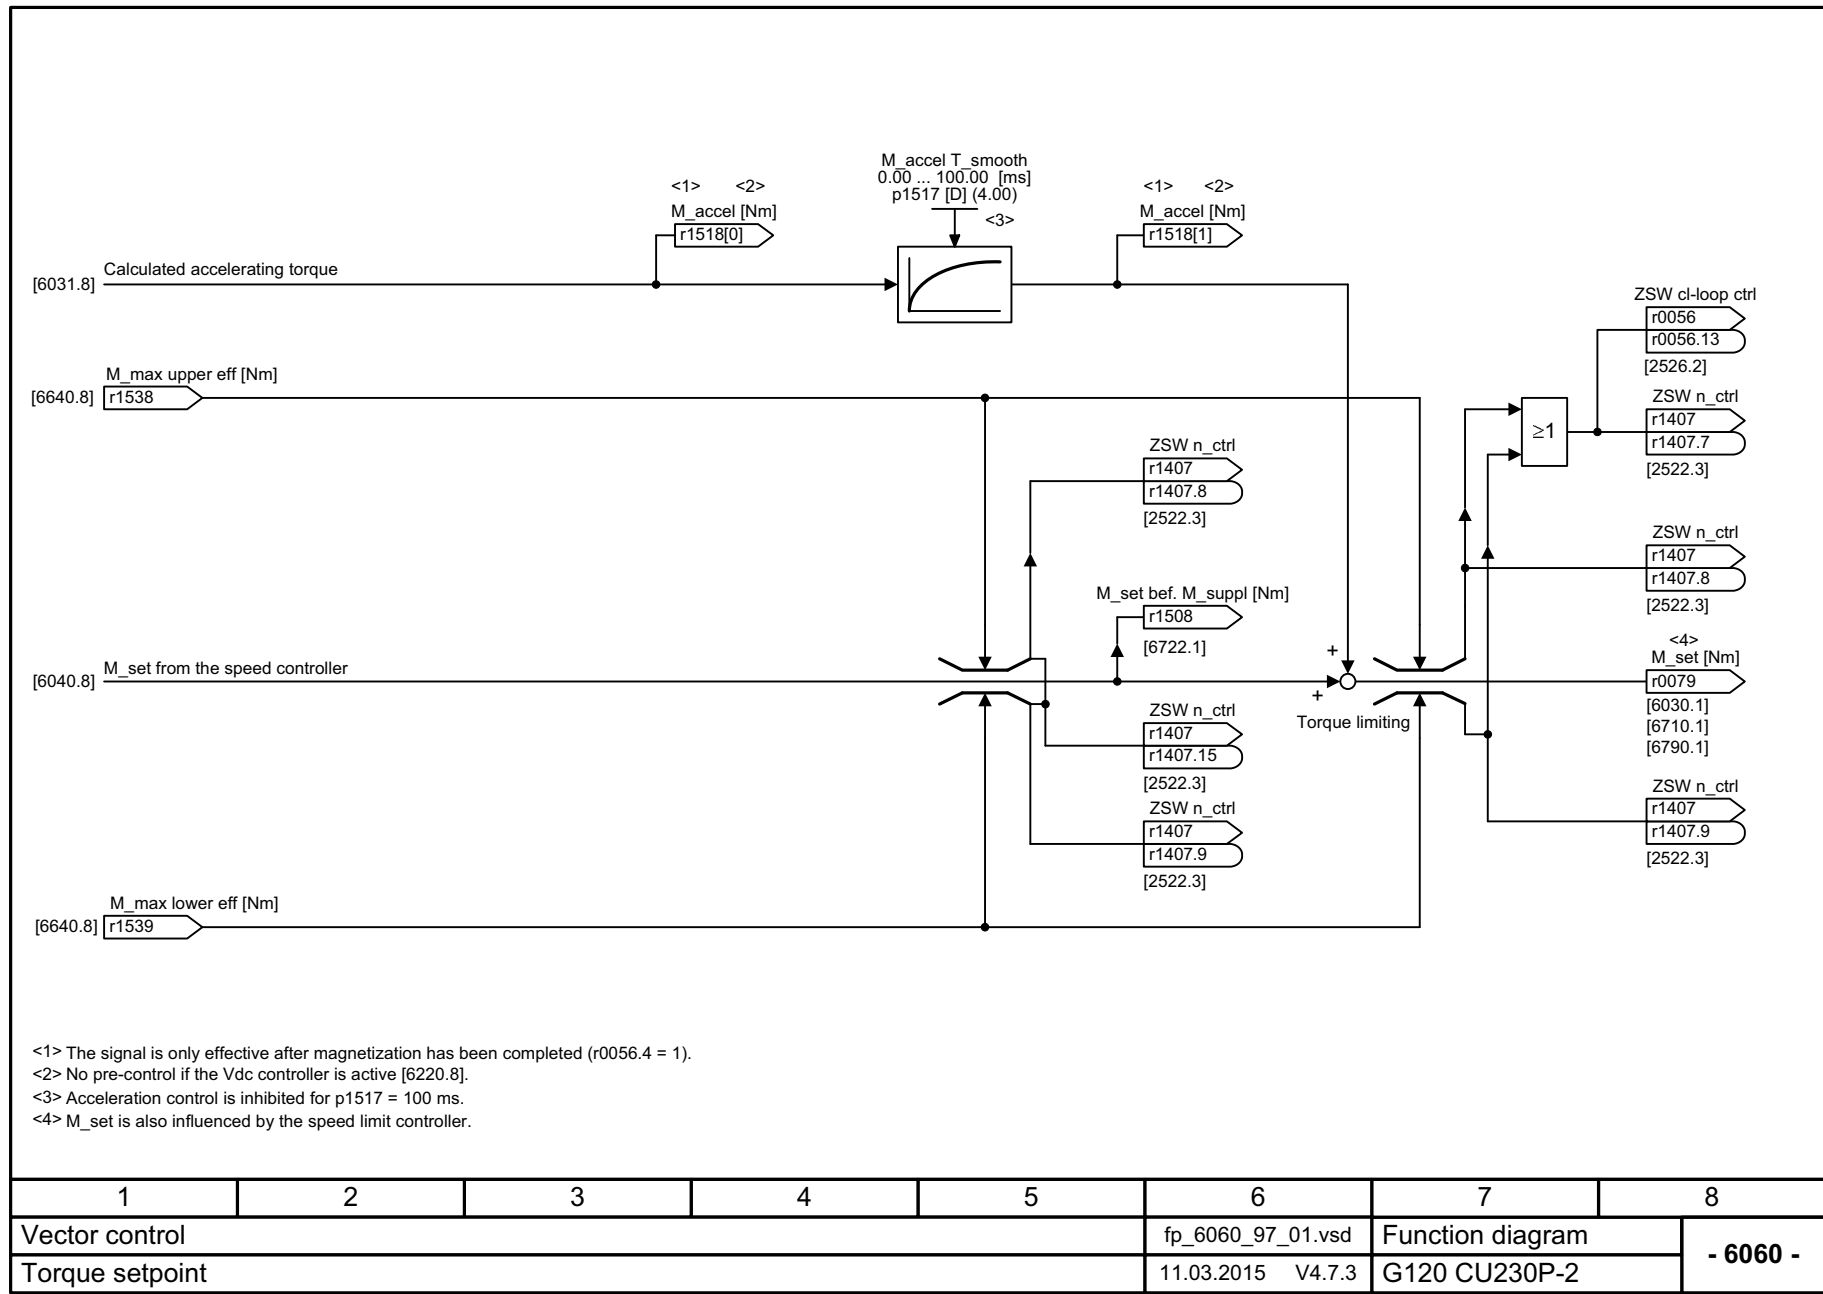 M_accel T_smooth
0.00 ... 100.00 [ms]
p1517 [D] (4.00)
<3>
<1> <2>
M_accel [Nm]
r1518[0]
<1> <2>
M_accel [Nm]
r1518[1]
[6031.8] Calculated accelerating torque
ZSW cl-loop ctrl
r0056
r0056.13
[2526.2]
M_max upper eff [Nm]
[6640.8] r1538
ZSW n_ctrl
r1407
r1407.7
[2522.3]
≥1
ZSW n_ctrl
r1407
r1407.8
[2522.3]
ZSW n_ctrl
r1407
r1407.8
[2522.3]
M_set bef. M_suppl [Nm]
r1508
[6722.1]
[6040.8] M_set from the speed controller
+
+
Torque limiting
<4>
M_set [Nm]
r0079
[6030.1]
[6710.1]
[6790.1]
ZSW n_ctrl
r1407
r1407.15
[2522.3]
ZSW n_ctrl
r1407
r1407.9
[2522.3]
ZSW n_ctrl
r1407
r1407.9
[2522.3]
M_max lower eff [Nm]
[6640.8] r1539
<1> The signal is only effective after magnetization has been completed (r0056.4 = 1).
<2> No pre-control if the Vdc controller is active [6220.8].
<3> Acceleration control is inhibited for p1517 = 100 ms.
<4> M_set is also influenced by the speed limit controller.
1 2 3 4 5 6 7 8
Vector control fp_6060_97_01.vsd Function diagram
- 6060 -
Torque setpoint 11.03.2015 V4.7.3 G120 CU230P-2